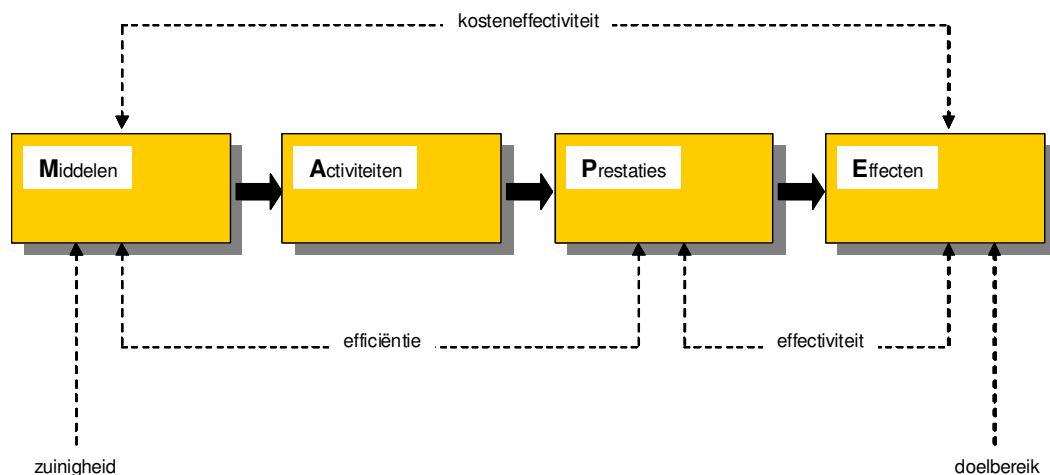 kosteneffectiviteit
Middelen
Activiteiten
Prestaties
Effecten
efficiëntie
effectiviteit
zuinigheid
doelbereik